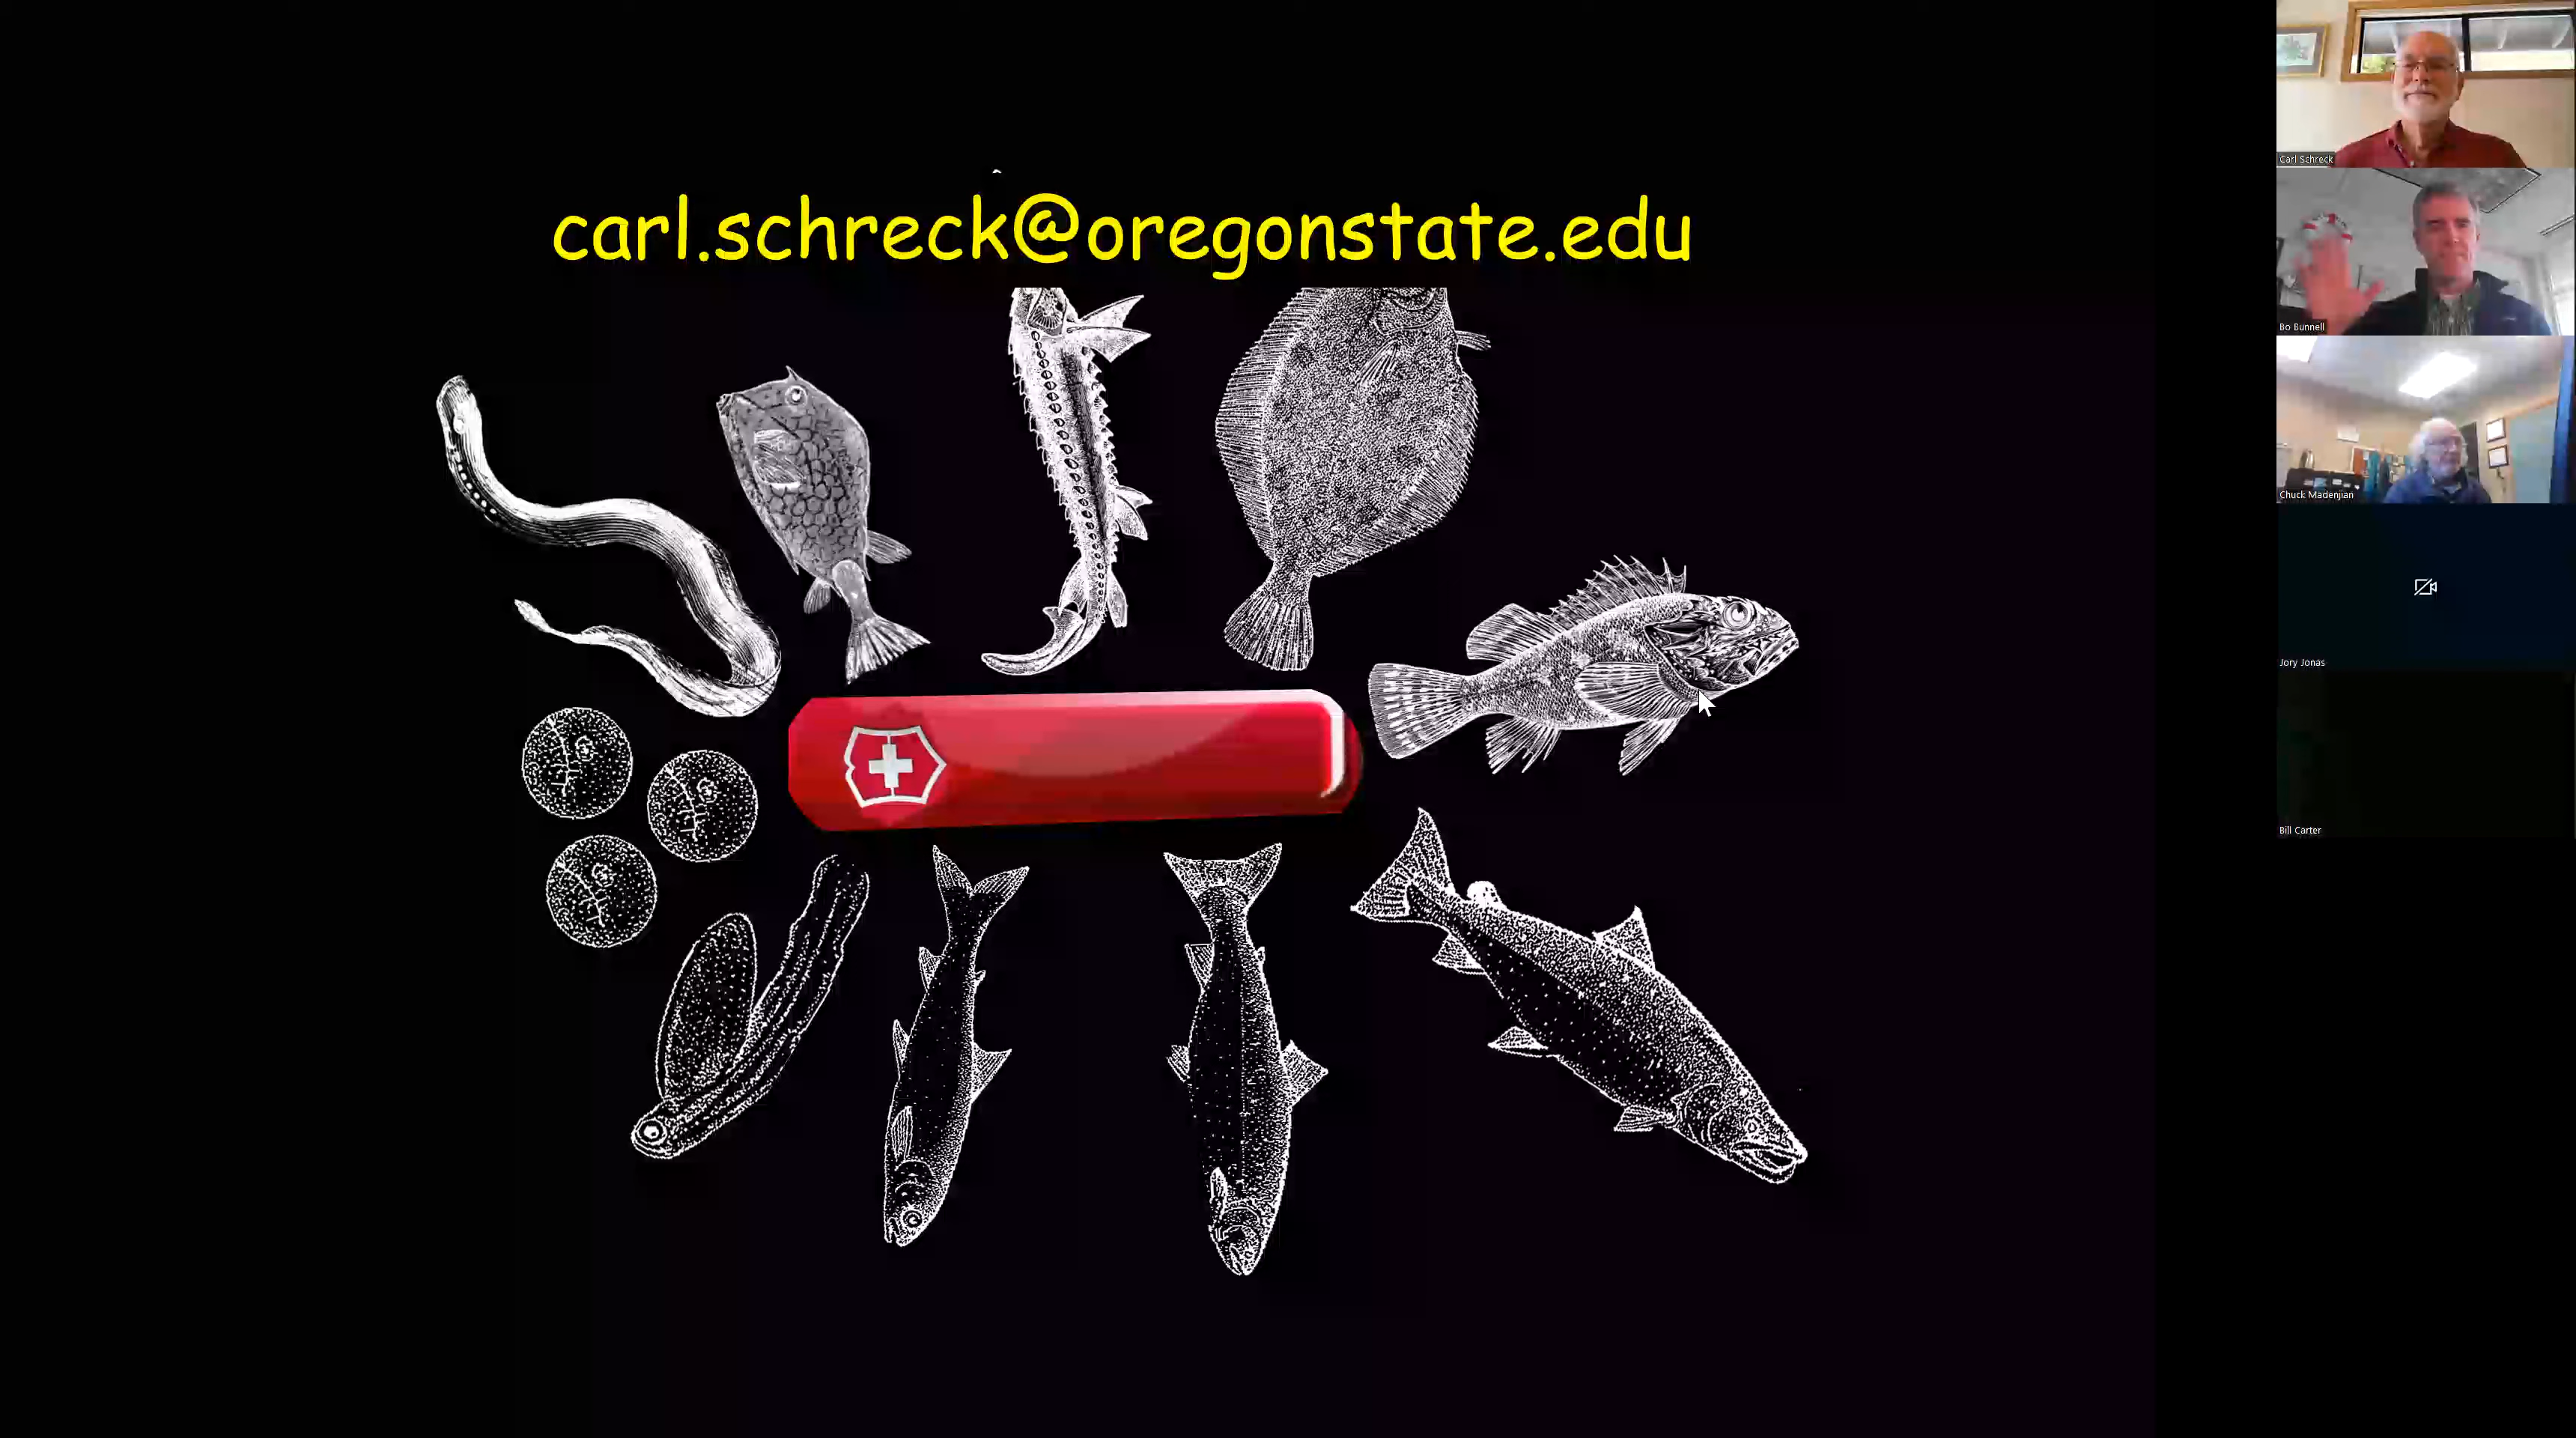 carl.schreck@oregonstate.edu
Carl Schreck
Bo Bunnell
Chuck Madenjian
Jory Jonas
Bill Carter